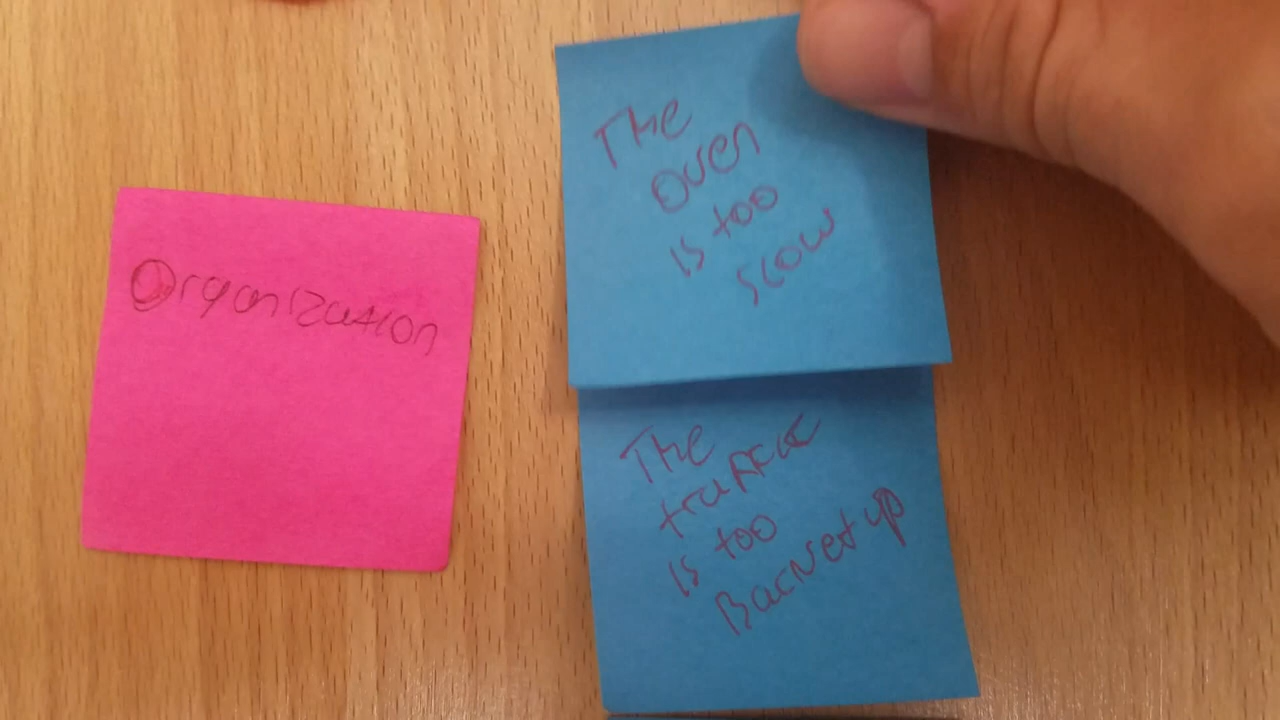 Organization
The
oven
is too
slow
The
traffic
is too
Backed up